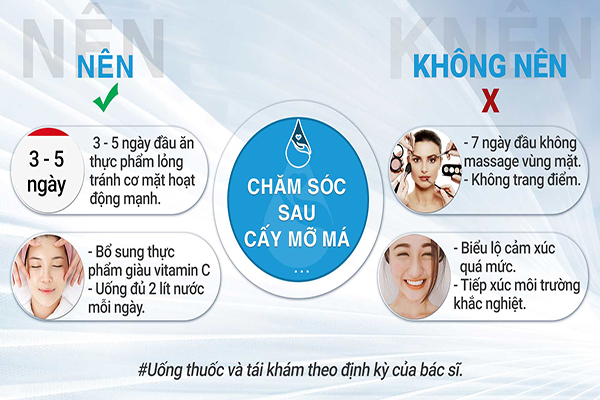 NÊN
NÊN
3 - 5
ngày
3 - 5 ngày đầu ăn
thực phẩm lỏng
tránh cơ mặt hoạt
động mạnh.
- Bổ sung thực
phẩm giàu vitamin C
- Uống đủ 2 lít nước
mỗi ngày.
CHĂM SÓC
SAU
CẤY MỠ MÁ
...
KNÊN
KHÔNG NÊN
X
- 7 ngày đầu không
massage vùng mặt.
- Không trang điểm.
- Biểu lộ cảm xúc
quá mức.
- Tiếp xúc môi trường
khắc nghiệt.
#Uống thuốc và tái khám theo định kỳ của bác sĩ.